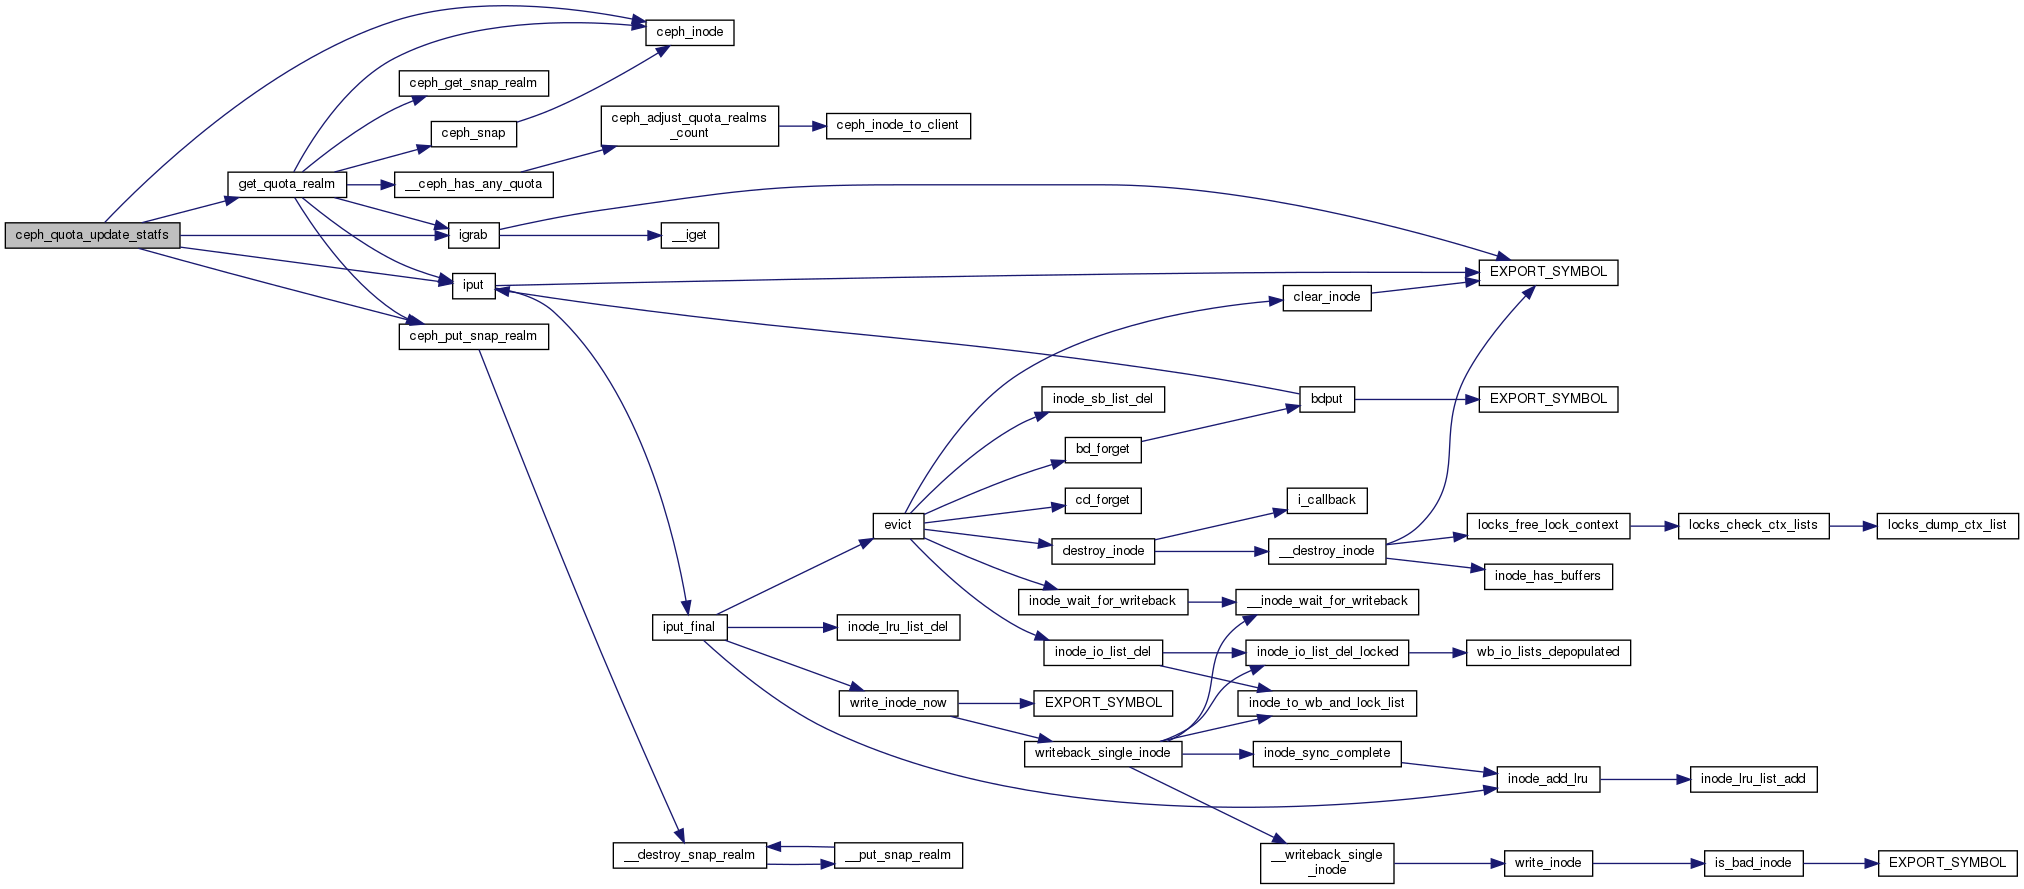 ceph_inode
ceph_get_snap_realm
ceph_snap
ceph_adjust_quota_realms
_count
ceph_inode_to_client
get_quota_realm
__ceph_has_any_quota
ceph_quota_update_statfs
igrab
__iget
iput
EXPORT_SYMBOL
clear_inode
ceph_put_snap_realm
inode_sb_list_del
bdput
EXPORT_SYMBOL
bd_forget
cd_forget
i_callback
evict
locks_free_lock_context
locks_check_ctx_lists
locks_dump_ctx_list
destroy_inode
__destroy_inode
inode_has_buffers
inode_wait_for_writeback
__inode_wait_for_writeback
iput_final
inode_lru_list_del
inode_io_list_del
inode_io_list_del_locked
wb_io_lists_depopulated
write_inode_now
EXPORT_SYMBOL
inode_to_wb_and_lock_list
writeback_single_inode
inode_sync_complete
inode_add_lru
inode_lru_list_add
__destroy_snap_realm
__put_snap_realm
__writeback_single
_inode
write_inode
is_bad_inode
EXPORT_SYMBOL